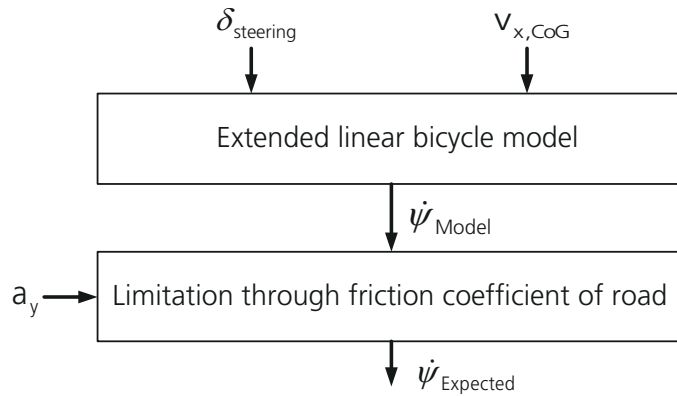 δsteering vx,CoG
Extended linear bicycle model
ψ̇Model
ay Limitation through friction coefficient of road
ψ̇Expected